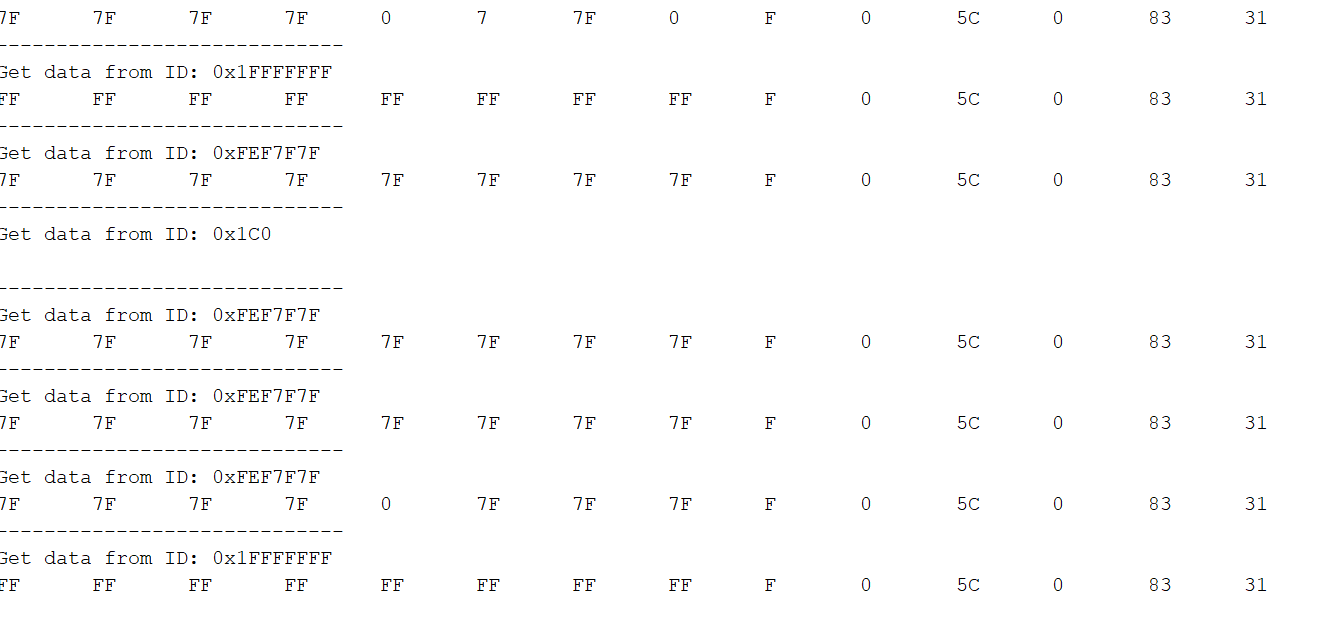 7F 7F 7F 7F 0 7 7F 0 F 0 5C 0 83 31
-----------------------------
Get data from ID: 0x1FFFFFFF
FF FF FF FF FF FF FF FF F 0 5C 0 83 31
-----------------------------
Get data from ID: 0xFEF7F7F
7F 7F 7F 7F 7F 7F 7F 7F F 0 5C 0 83 31
-----------------------------
Get data from ID: 0x1C0
-----------------------------
Get data from ID: 0xFEF7F7F
7F 7F 7F 7F 7F 7F 7F 7F F 0 5C 0 83 31
-----------------------------
Get data from ID: 0xFEF7F7F
7F 7F 7F 7F 7F 7F 7F 7F F 0 5C 0 83 31
-----------------------------
Get data from ID: 0xFEF7F7F
7F 7F 7F 7F 0 7F 7F 7F F 0 5C 0 83 31
-----------------------------
Get data from ID: 0x1FFFFFFF
FF FF FF FF FF FF FF FF F 0 5C 0 83 31